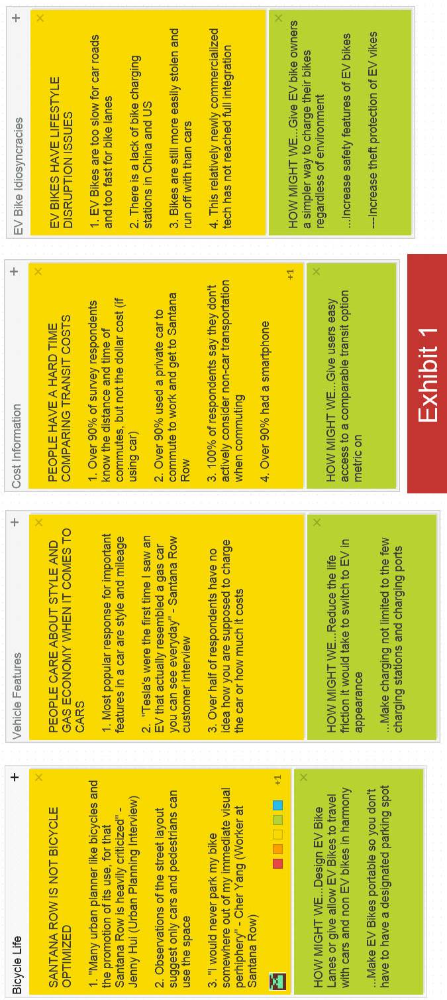 Bicycle Life
+
SANTANA ROW IS NOT BICYCLE
OPTIMIZED
1. "Many urban planner like bicycles and
the promotion of its use, for that
Santana Row is heavily criticized" -
Jenny Hui (Urban Planning Interview)
2. Observations of the street layout
suggest only cars and pedestrians can
use the space
3. "I would never park my bike
somewhere out of my immediate visual
perhiphery" - Cher Yang (Worker at
Santana Row)
+1
HOW MIGHT WE...Design EV Bike
Lanes or give allow EV Bikes to travel
with cars and non EV bikes in harmony
...Make EV Bikes portable so you don't
have to have a designated parking spot
Vehicle Features
+
PEOPLE CARE ABOUT STYLE AND
GAS ECONOMY WHEN IT COMES TO
CARS
1. Most popular response for important
features in a car are style and mileage
2. "Tesla's were the first time I saw an
EV that actually resembled a gas car
you can see everyday" - Santana Row
customer interview
3. Over half of respondents have no
idea how you are supposed to charge
the car or how much it costs
HOW MIGHT WE...Reduce the life
friction it would take to switch to EV in
appearance
...Make charging not limited to the few
charging stations and charging ports
Cost Information
+
PEOPLE HAVE A HARD TIME
COMPARING TRANSIT COSTS
1. Over 90% of survey respondents
know the distance and time of
commutes, but not the dollar cost (if
using car)
2. Over 90% used a private car to
commute to work and get to Santana
Row
3. 100% of respondents say they don't
actively consider non-car transportation
when commuting
4. Over 90% had a smartphone
+1
HOW MIGHT WE...Give users easy
access to a comparable transit option
metric on
EV Bike Idiosyncracies
+
EV BIKES HAVE LIFESTYLE
DISRUPTION ISSUES
1. EV Bikes are too slow for car roads
and too fast for bike lanes
2. There is a lack of bike charging
stations in China and US
3. Bikes are still more easily stolen and
run off with than cars
4. This relatively newly commercialized
tech has not reached full integration
HOW MIGHT WE...Give EV bike owners
a simpler way to charge their bikes
regardless of environment
...Increase safety features of EV bikes
---Increase theft protection of EV vikes
Exhibit 1